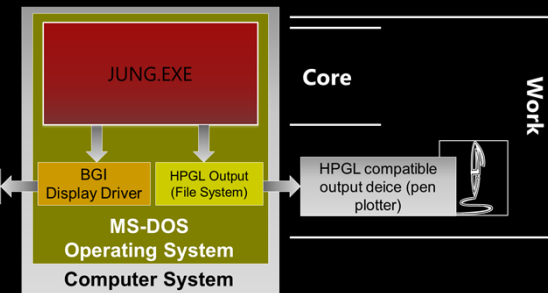 JUNG.EXE
Core
Work
BGI
Display Driver
HPGL Output
(File System)
HPGL compatible
output deice (pen
plotter)
MS-DOS
Operating System
Computer System